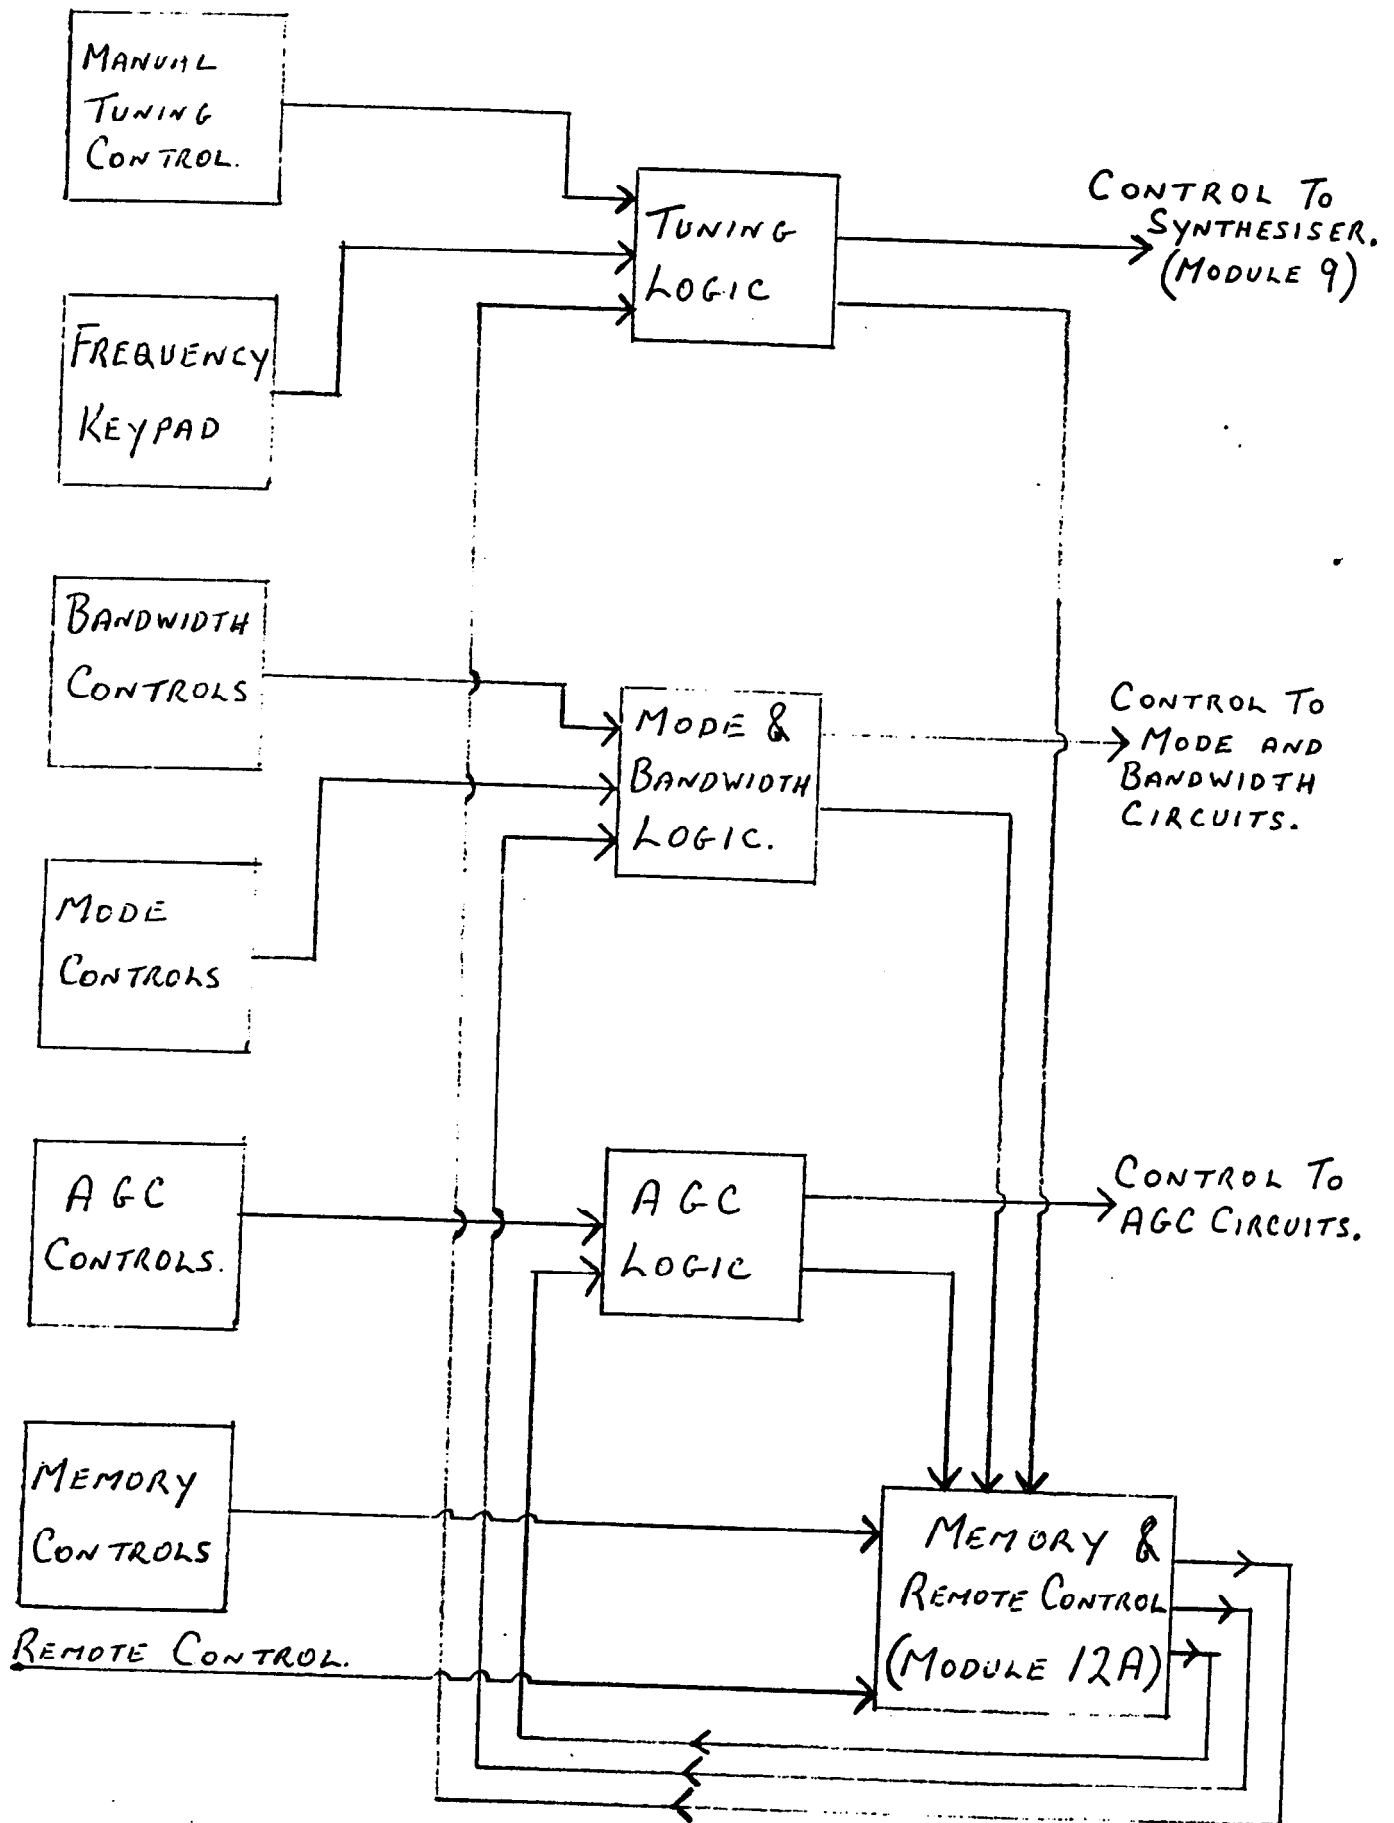 MANUAL
TUNING
CONTROL.
TUNING
LOGIC
CONTROL TO
SYNTHESISER.
(MODULE 9)
FREQUENCY
KEYPAD
BANDWIDTH
CONTROLS
MODE &
BANDWIDTH
LOGIC.
CONTROL TO
MODE AND
BANDWIDTH
CIRCUITS.
MODE
CONTROLS
AGC
CONTROLS.
AGC
LOGIC
CONTROL TO
AGC CIRCUITS.
MEMORY
CONTROLS
MEMORY &
REMOTE CONTROL
(MODULE 12A)
REMOTE CONTROL.